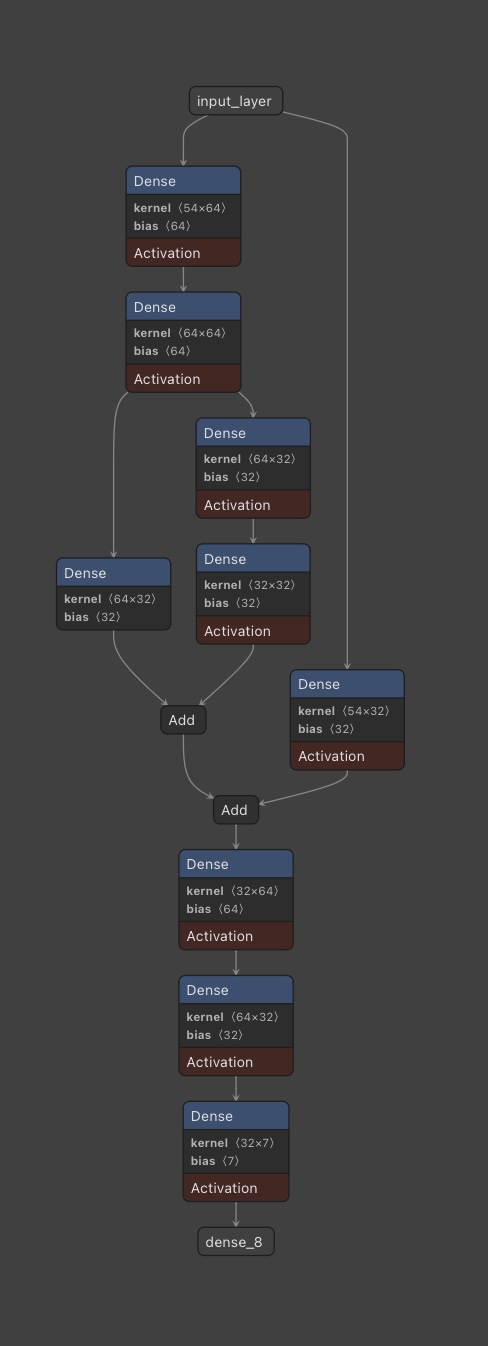 input_layer
Dense
kernel ⟨54×64⟩
bias ⟨64⟩
Activation
Dense
kernel ⟨64×64⟩
bias ⟨64⟩
Activation
Dense
kernel ⟨64×32⟩
bias ⟨32⟩
Activation
Dense
kernel ⟨32×32⟩
bias ⟨32⟩
Activation
Dense
kernel ⟨64×32⟩
bias ⟨32⟩
Add
Dense
kernel ⟨54×32⟩
bias ⟨32⟩
Activation
Add
Dense
kernel ⟨32×64⟩
bias ⟨64⟩
Activation
Dense
kernel ⟨64×32⟩
bias ⟨32⟩
Activation
Dense
kernel ⟨32×7⟩
bias ⟨7⟩
Activation
dense_8